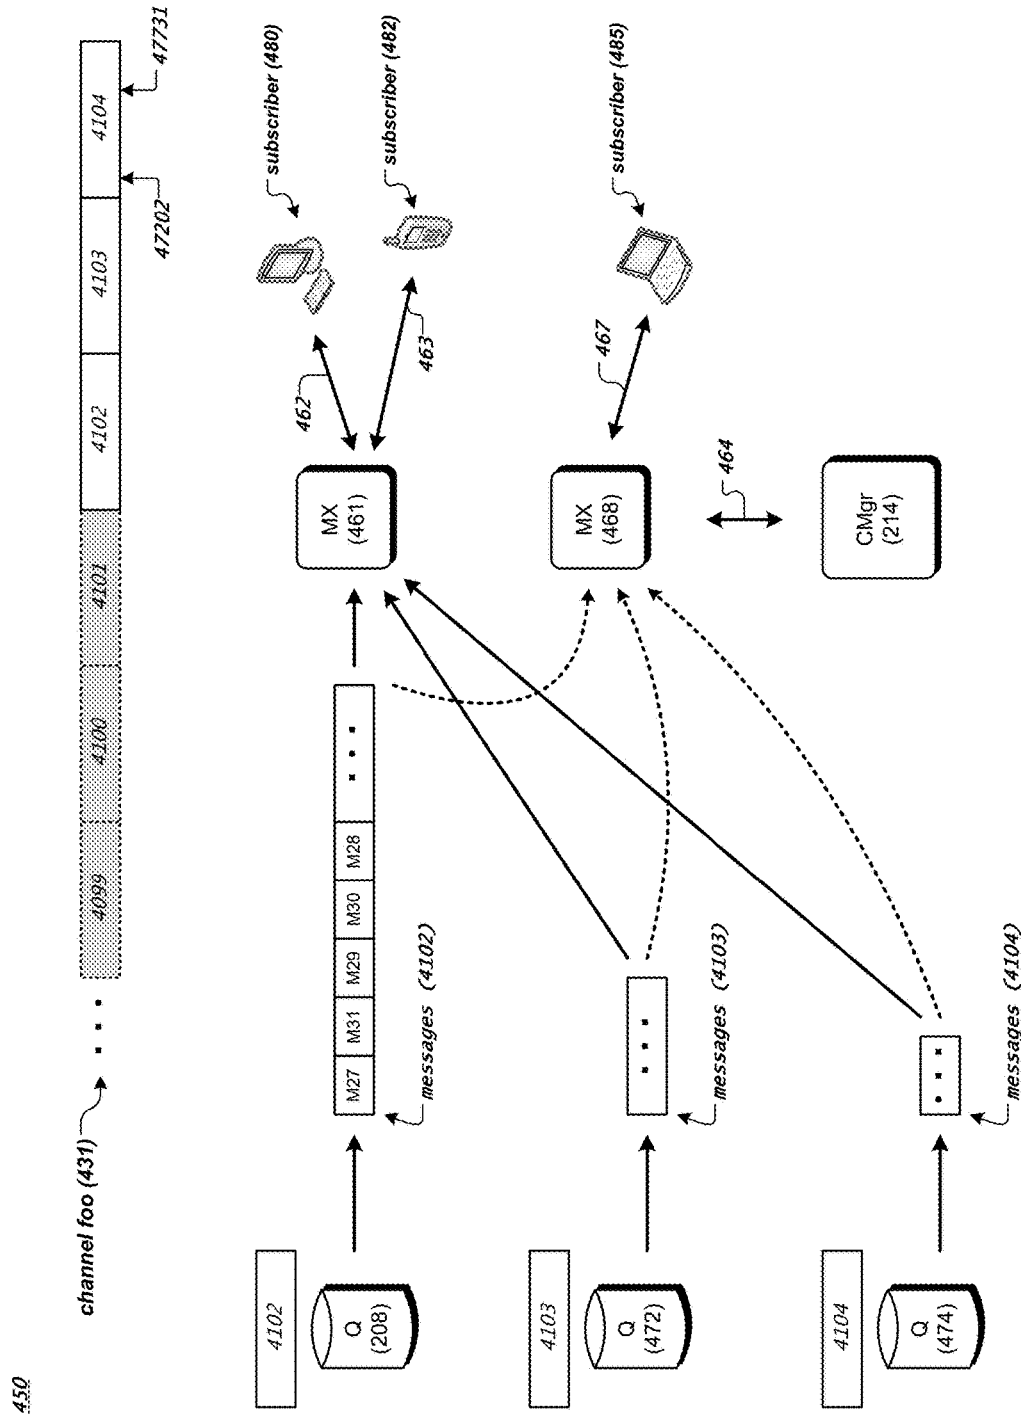 450
channel foo (431)
4099
4100
4101
4102
4103
4104
47202
47731
4102
Q
(208)
M27
M31
M29
M30
M28
messages (4102)
MX
(461)
462
463
subscriber (480)
subscriber (482)
4103
Q
(472)
messages (4103)
MX
(468)
467
subscriber (485)
464
4104
Q
(474)
messages (4104)
CMgr
(214)